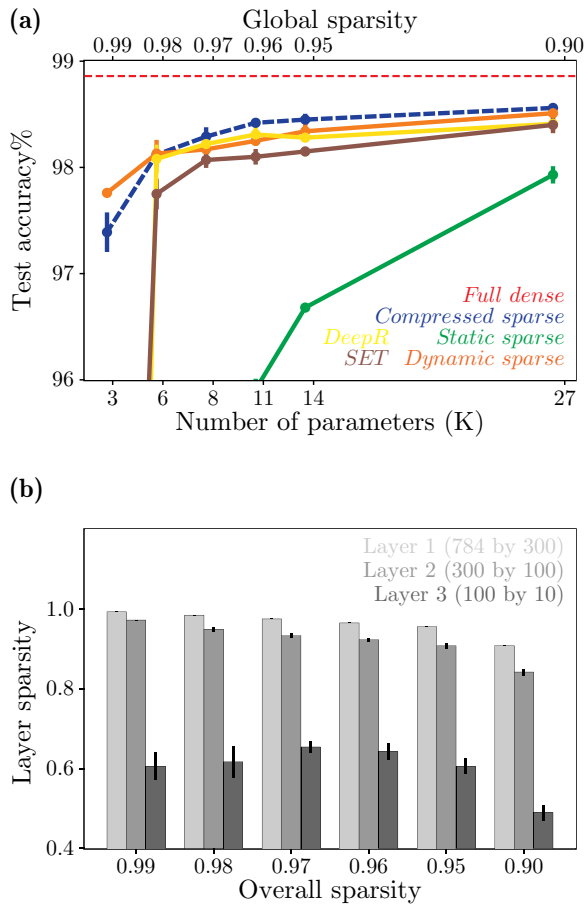 (a)
Global sparsity
0.99 0.98 0.97 0.96 0.95 0.90
Test accuracy%
99
98
97
96
Full dense
Compressed sparse
DeepR Static sparse
SET Dynamic sparse
3 6 8 11 14 27
Number of parameters (K)
(b)
Layer sparsity
Layer 1 (784 by 300)
Layer 2 (300 by 100)
Layer 3 (100 by 10)
1.0
0.8
0.6
0.4
0.99 0.98 0.97 0.96 0.95 0.90
Overall sparsity